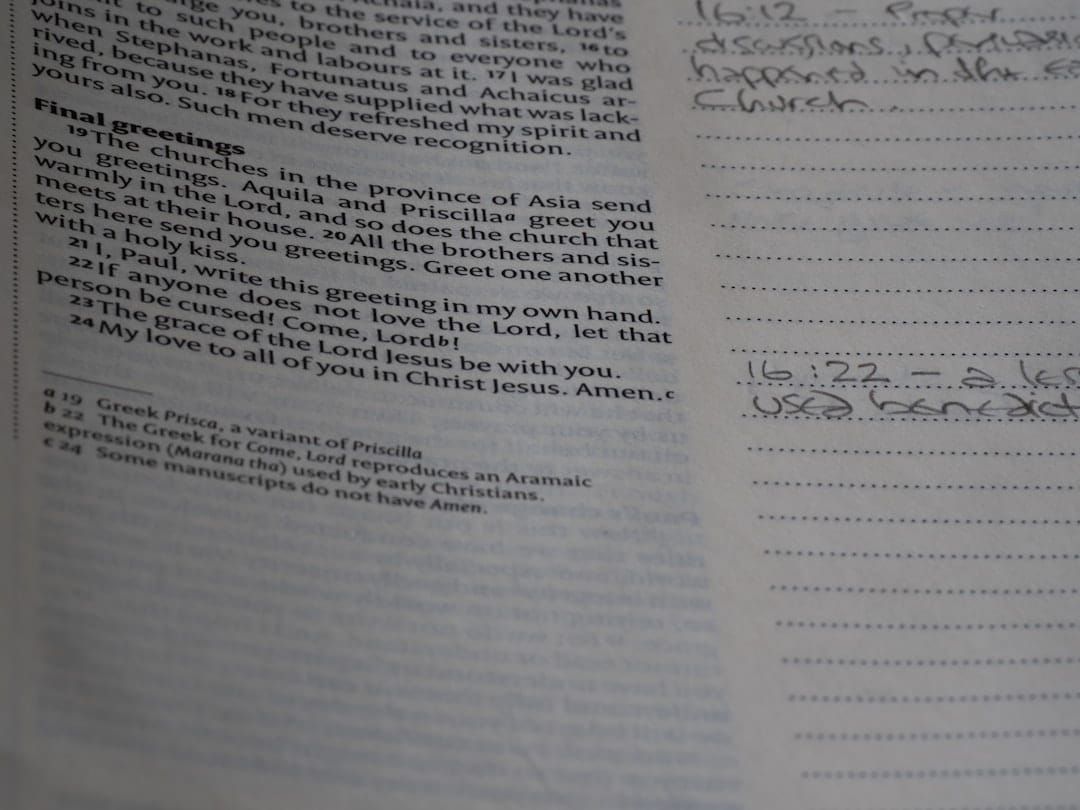 to the service of the Lord's
you, brothers and sisters, 16 to
to such people and to everyone who
joins in the work and labours at it. 17 I was glad
when Stephanas, Fortunatus and Achaicus ar-
rived, because they have supplied what was lack-
ing from you. 18 For they refreshed my spirit and
yours also. Such men deserve recognition.
Final greetings
19 The churches in the province of Asia send
you greetings. Aquila and Priscilla a greet you
warmly in the Lord, and so does the church that
meets at their house. 20 All the brothers and sis-
ters here send you greetings. Greet one another
with a holy kiss.
21 I, Paul, write this greeting in my own hand.
22 If anyone does not love the Lord, let that
person be cursed! Come, Lord b!
23 The grace of the Lord Jesus be with you.
24 My love to all of you in Christ Jesus. Amen. c
a 19 Greek Prisca, a variant of Priscilla
b 22 The Greek for Come, Lord reproduces an Aramaic
expression (Marana tha) used by early Christians.
c 24 Some manuscripts do not have Amen.
16:12 - Proper
discussions,
happened in the
Church
16:22 - a
used benedict